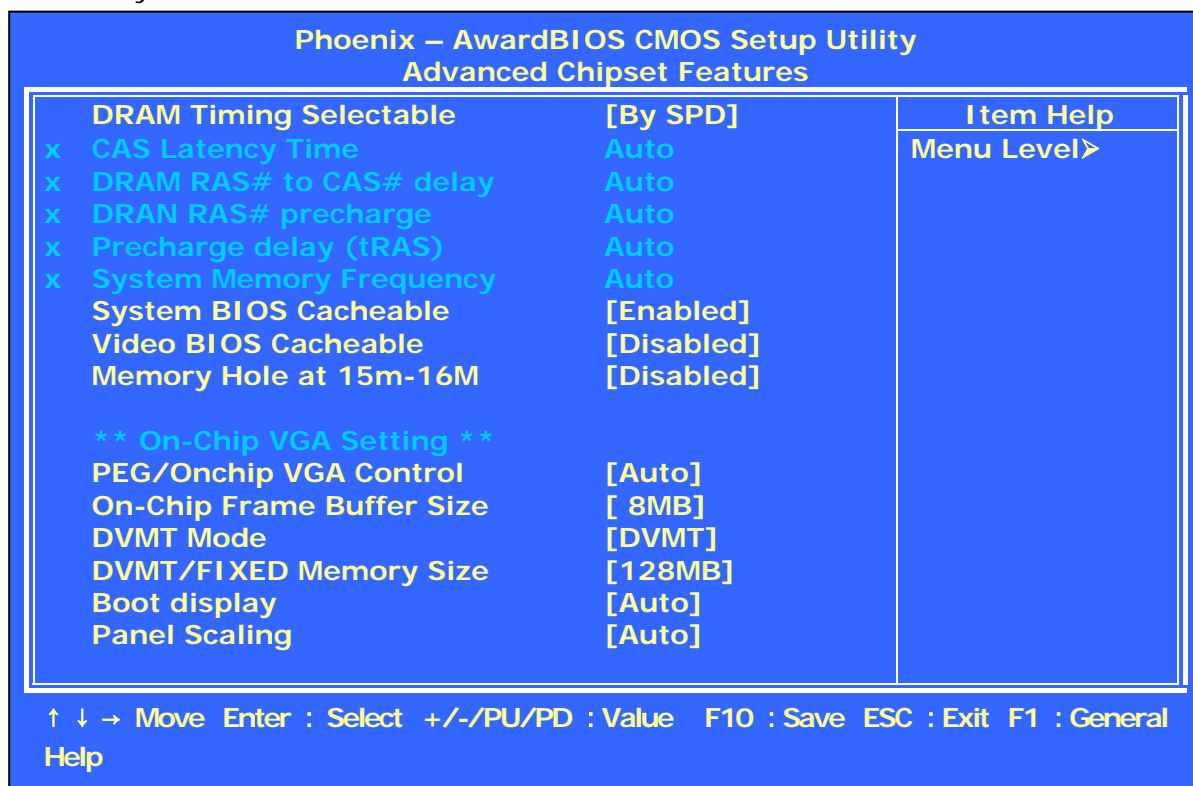 Phoenix – AwardBIOS CMOS Setup Utility
Advanced Chipset Features
DRAM Timing Selectable [By SPD] Item Help
x CAS Latency Time Auto Menu Level➢
x DRAM RAS# to CAS# delay Auto
x DRAN RAS# precharge Auto
x Precharge delay (tRAS) Auto
x System Memory Frequency Auto
System BIOS Cacheable [Enabled]
Video BIOS Cacheable [Disabled]
Memory Hole at 15m-16M [Disabled]
** On-Chip VGA Setting **
PEG/Onchip VGA Control [Auto]
On-Chip Frame Buffer Size [ 8MB]
DVMT Mode [DVMT]
DVMT/FIXED Memory Size [128MB]
Boot display [Auto]
Panel Scaling [Auto]
↑ ↓ → Move Enter : Select +/-/PU/PD : Value F10 : Save ESC : Exit F1 : General
Help